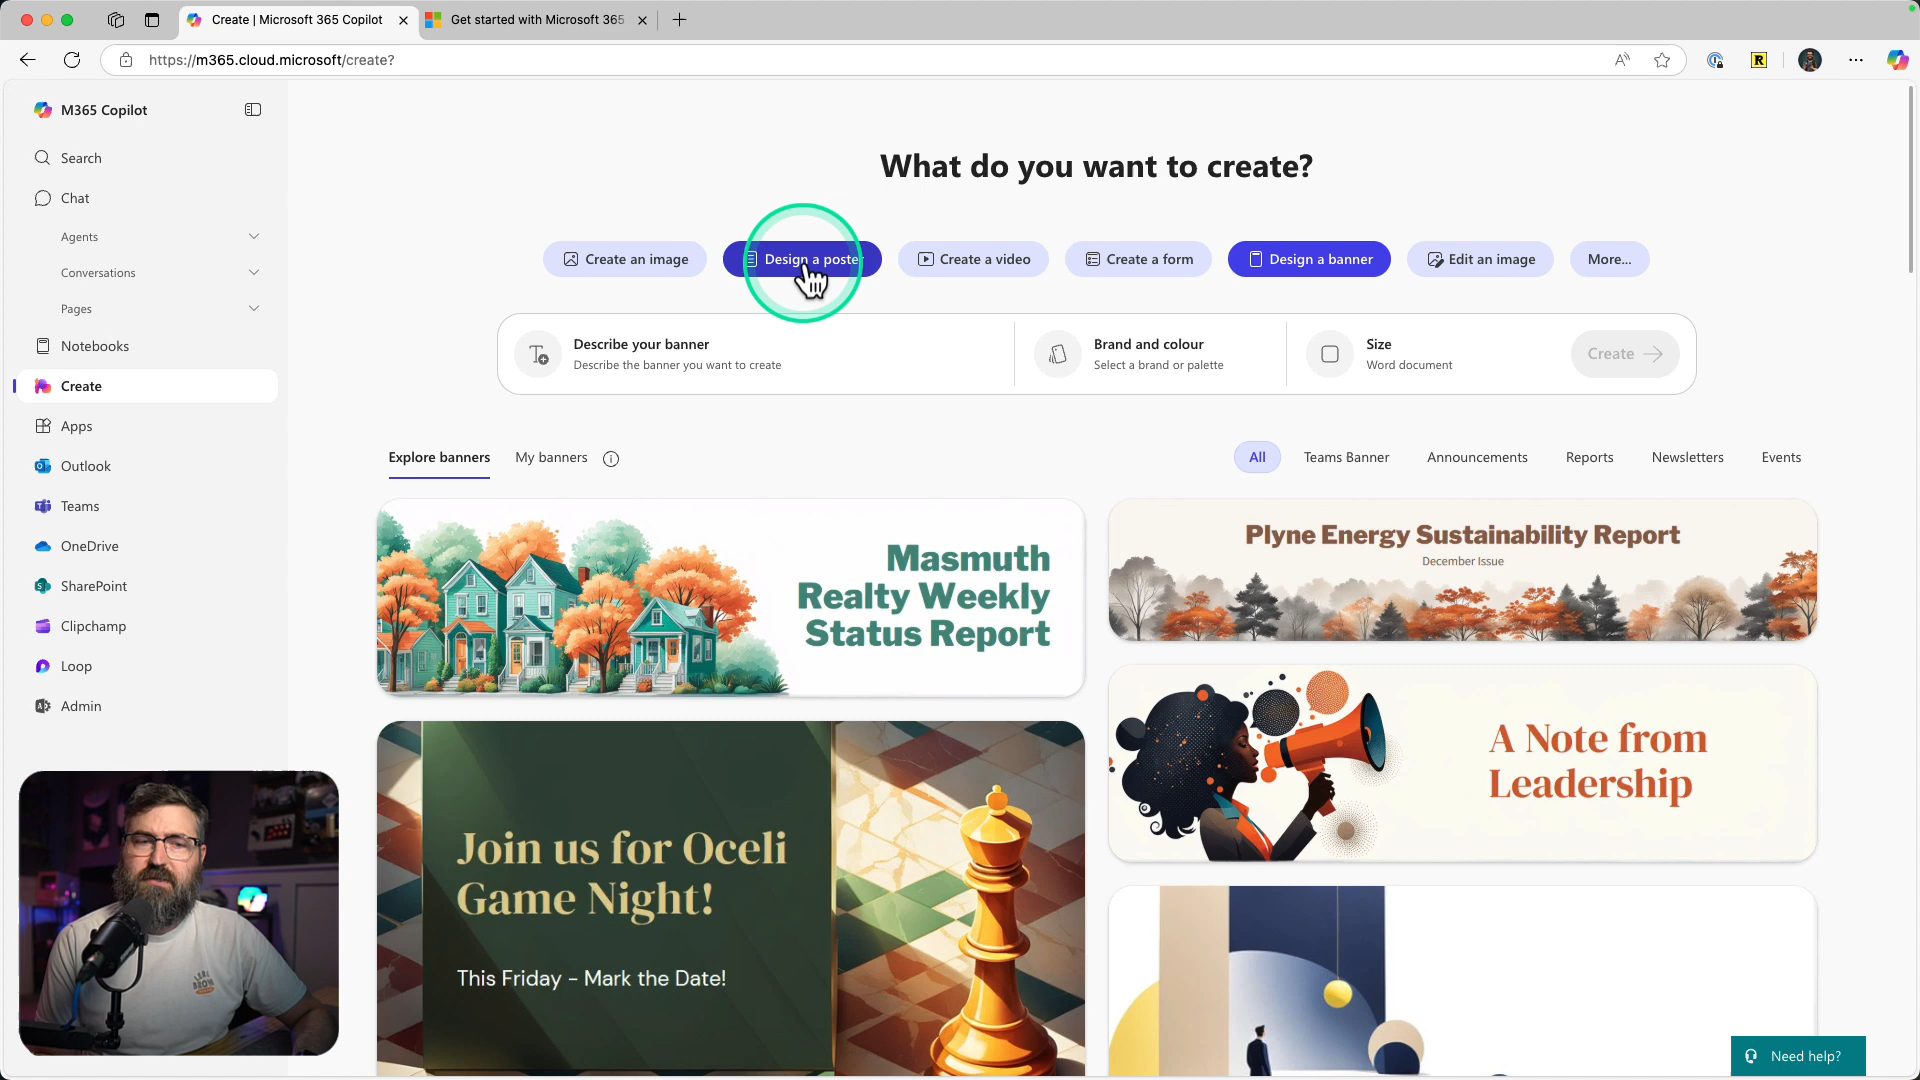 Create | Microsoft 365 Copilot
Get started with Microsoft 365
https://m365.cloud.microsoft/create?
M365 Copilot
Search
Chat
Agents
Conversations
Pages
Notebooks
Create
Apps
Outlook
Teams
OneDrive
SharePoint
Clipchamp
Loop
Admin
What do you want to create?
Create an image
Design a poster
Create a video
Create a form
Design a banner
Edit an image
More...
Describe your banner
Describe the banner you want to create
Brand and colour
Select a brand or palette
Size
Word document
Create
Explore banners
My banners
All
Teams Banner
Announcements
Reports
Newsletters
Events
Masmuth
Realty Weekly
Status Report
Plyne Energy Sustainability Report
December Issue
A Note from
Leadership
Join us for Oceli
Game Night!
This Friday - Mark the Date!
Need help?